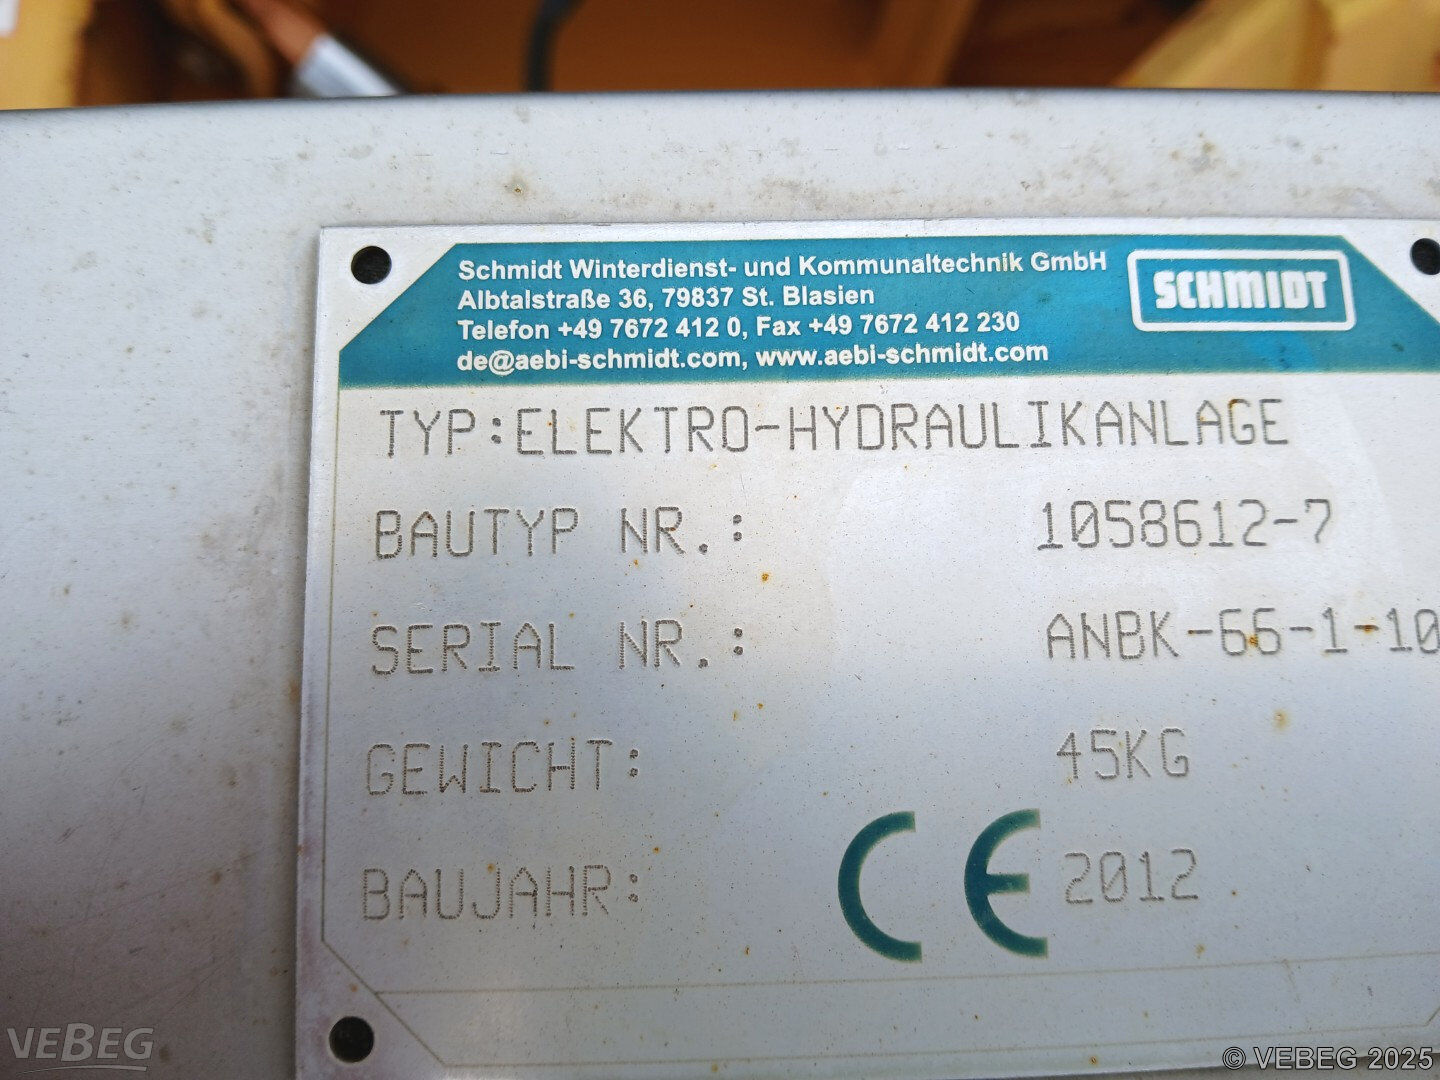 Schmidt Winterdienst- und Kommunaltechnik GmbH
Albtalstraße 36, 79837 St. Blasien
Telefon +49 7672 412 0, Fax +49 7672 412 230
de@aebi-schmidt.com, www.aebi-schmidt.com
SCHMIDT
TYP:ELEKTRO-HYDRAULIKANLAGE
BAUTYP NR.: 1058612-7
SERIAL NR.: ANBK-66-1-10
GEWICHT: 45KG
BAUJAHR: CE 2012
VEBEG
© VEBEG 2025